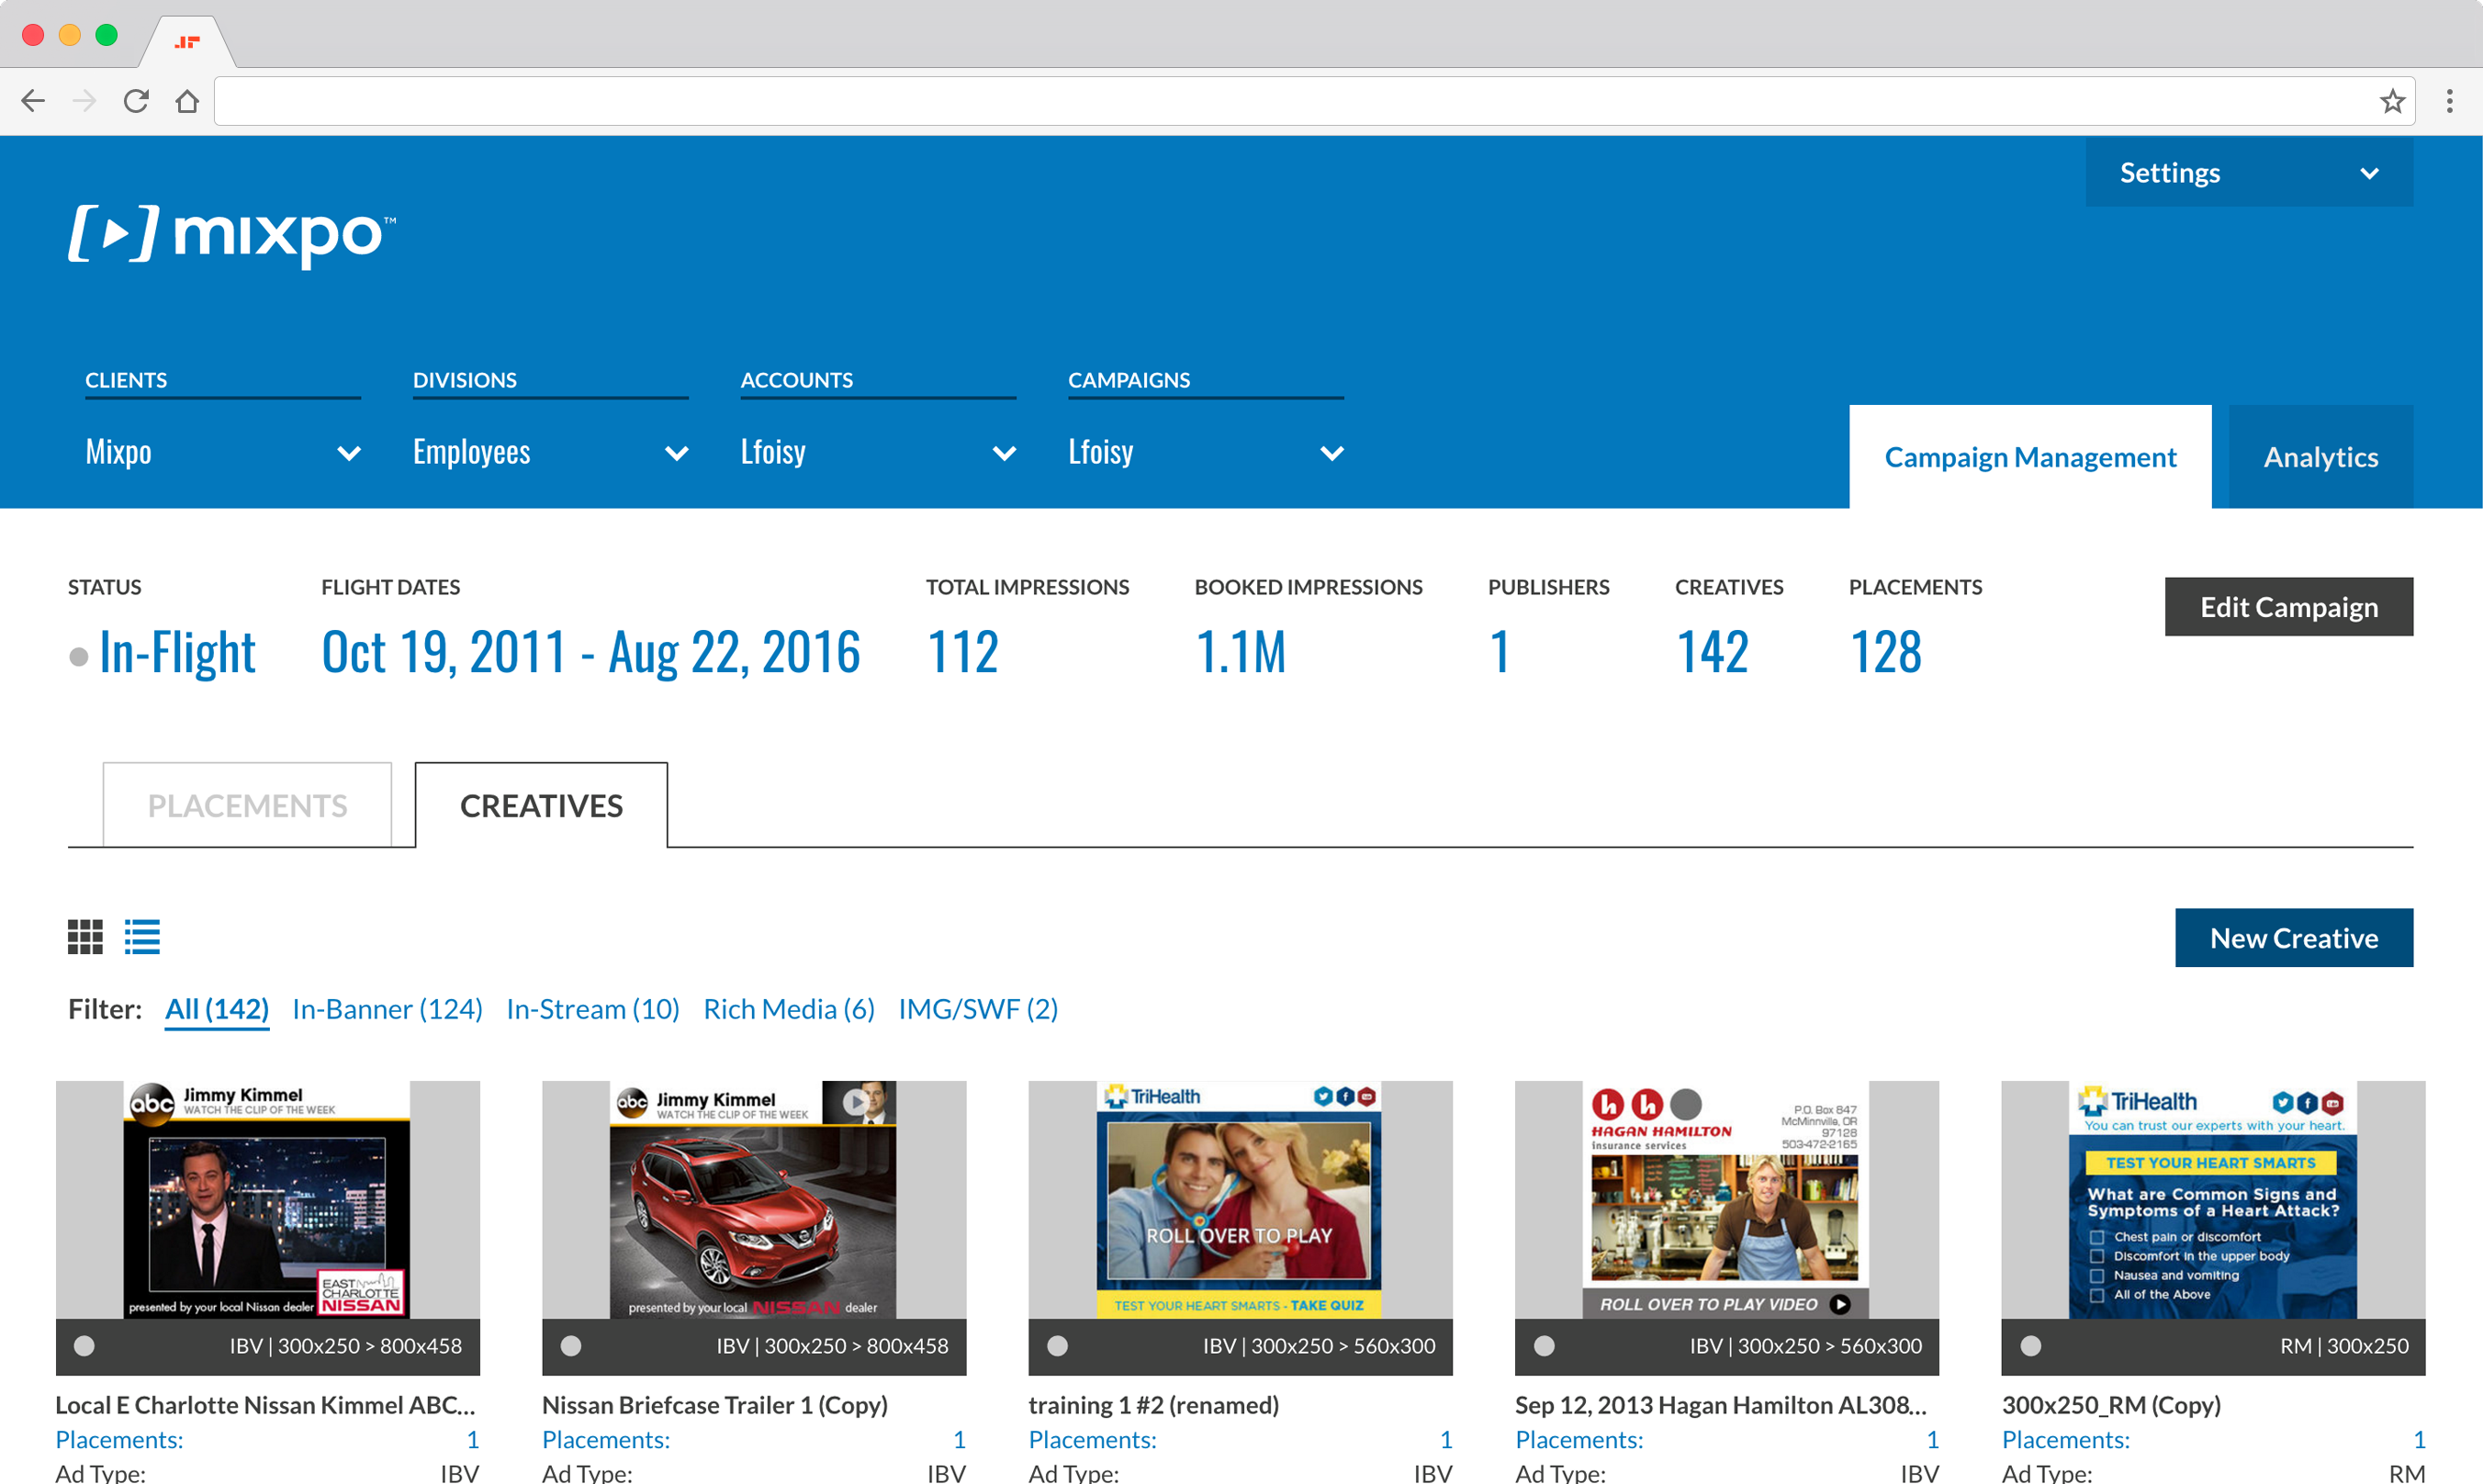 Settings
mixpo™
CLIENTS DIVISIONS ACCOUNTS CAMPAIGNS
Mixpo Employees Lfoisy Lfoisy
Campaign Management Analytics
STATUS FLIGHT DATES TOTAL IMPRESSIONS BOOKED IMPRESSIONS PUBLISHERS CREATIVES PLACEMENTS
In-Flight Oct 19, 2011 - Aug 22, 2016 112 1.1M 1 142 128
Edit Campaign
PLACEMENTS CREATIVES
New Creative
Filter: All (142) In-Banner (124) In-Stream (10) Rich Media (6) IMG/SWF (2)
abc Jimmy Kimmel
WATCH THE CLIP OF THE WEEK
EAST CHARLOTTE NISSAN
presented by your local Nissan dealer
IBV | 300x250 > 800x458
Local E Charlotte Nissan Kimmel ABC...
Placements: 1
Ad Type: IBV
abc Jimmy Kimmel
WATCH THE CLIP OF THE WEEK
presented by your local NISSAN dealer
IBV | 300x250 > 800x458
Nissan Briefcase Trailer 1 (Copy)
Placements: 1
Ad Type: IBV
TriHealth
ROLL OVER TO PLAY
TEST YOUR HEART SMARTS - TAKE QUIZ
IBV | 300x250 > 560x300
training 1 #2 (renamed)
Placements: 1
Ad Type: IBV
h h
HAGAN HAMILTON
insurance services
P.O. Box 847
McMinnville, OR
97128
503-472-2165
ROLL OVER TO PLAY VIDEO
IBV | 300x250 > 560x300
Sep 12, 2013 Hagan Hamilton AL308...
Placements: 1
Ad Type: IBV
TriHealth
You can trust our experts with your heart.
TEST YOUR HEART SMARTS
What are Common Signs and
Symptoms of a Heart Attack?
Chest pain or discomfort
Discomfort in the upper body
Nausea and vomiting
All of the Above
RM | 300x250
300x250_RM (Copy)
Placements: 1
Ad Type: RM